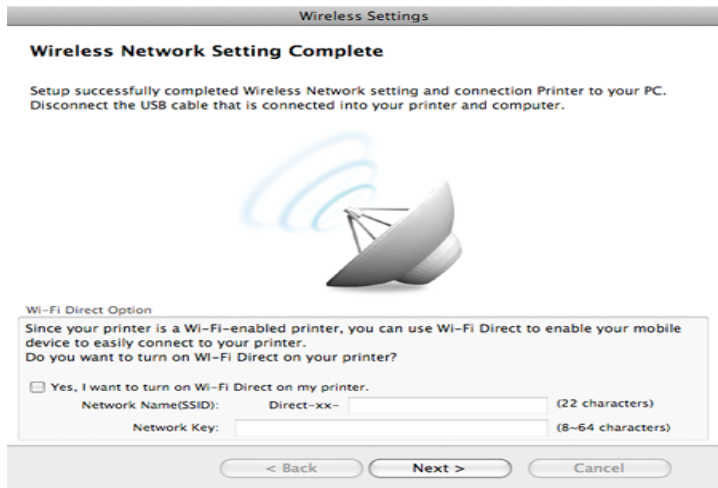 Wireless Settings
Wireless Network Setting Complete
Setup successfully completed Wireless Network setting and connection Printer to your PC.
Disconnect the USB cable that is connected into your printer and computer.
Wi-Fi Direct Option
Since your printer is a Wi-Fi-enabled printer, you can use Wi-Fi Direct to enable your mobile
device to easily connect to your printer.
Do you want to turn on WI-Fi Direct on your printer?
Yes, I want to turn on Wi-Fi Direct on my printer.
Network Name(SSID): Direct-xx- (22 characters)
Network Key: (8~64 characters)
< Back Next > Cancel